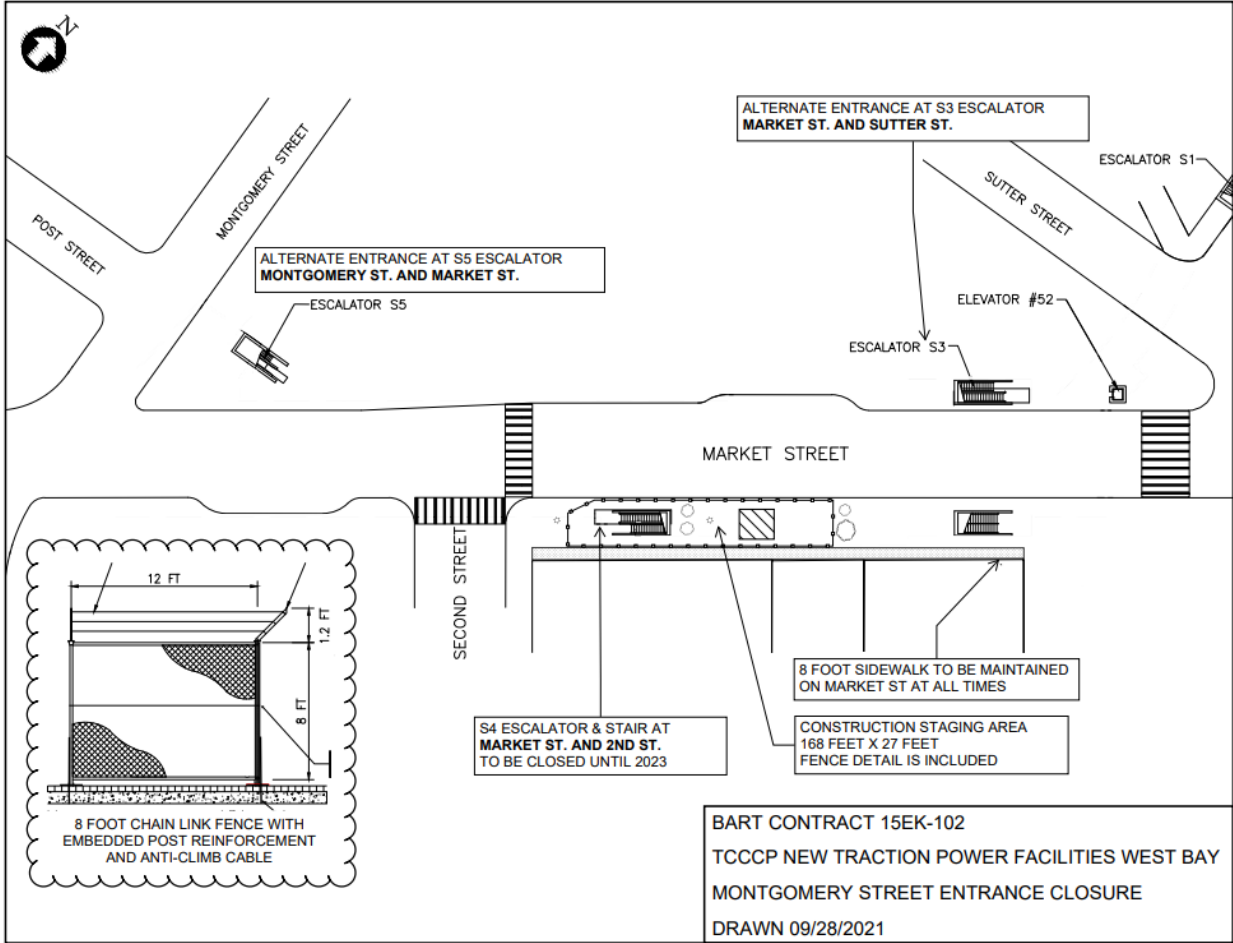 N
ALTERNATE ENTRANCE AT S3 ESCALATOR
MARKET ST. AND SUTTER ST.
ESCALATOR S1
MONTGOMERY STREET
SUTTER STREET
POST STREET
ALTERNATE ENTRANCE AT S5 ESCALATOR
MONTGOMERY ST. AND MARKET ST.
ESCALATOR S5
ELEVATOR #52
ESCALATOR S3
MARKET STREET
SECOND STREET
12 FT
1.2 FT
8 FT
8 FOOT CHAIN LINK FENCE WITH
EMBEDDED POST REINFORCEMENT
AND ANTI-CLIMB CABLE
8 FOOT SIDEWALK TO BE MAINTAINED
ON MARKET ST AT ALL TIMES
S4 ESCALATOR & STAIR AT
MARKET ST. AND 2ND ST.
TO BE CLOSED UNTIL 2023
CONSTRUCTION STAGING AREA
168 FEET X 27 FEET
FENCE DETAIL IS INCLUDED
BART CONTRACT 15EK-102
TCCCP NEW TRACTION POWER FACILITIES WEST BAY
MONTGOMERY STREET ENTRANCE CLOSURE
DRAWN 09/28/2021